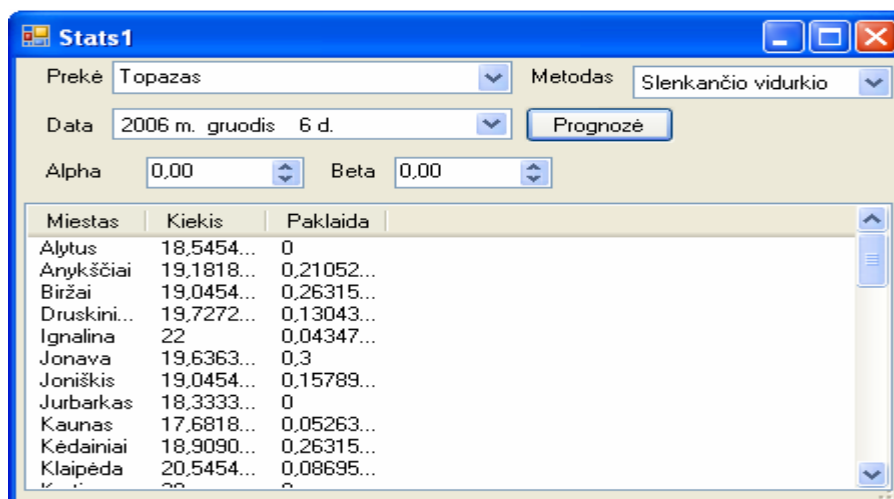 Stats1
Prekė Topazas Metodas Slenkančio vidurkio
Data 2006 m. gruodis 6 d. Prognozė
Alpha 0,00 Beta 0,00
Miestas Kiekis Paklaida
Alytus 18,5454... 0
Anykščiai 19,1818... 0,21052...
Biržai 19,0454... 0,26315...
Druskini... 19,7272... 0,13043...
Ignalina 22 0,04347...
Jonava 19,6363... 0,3
Joniškis 19,0454... 0,15789...
Jurbarkas 18,3333... 0
Kaunas 17,6818... 0,05263...
Kėdainiai 18,9090... 0,26315...
Klaipėda 20,5454... 0,08695...